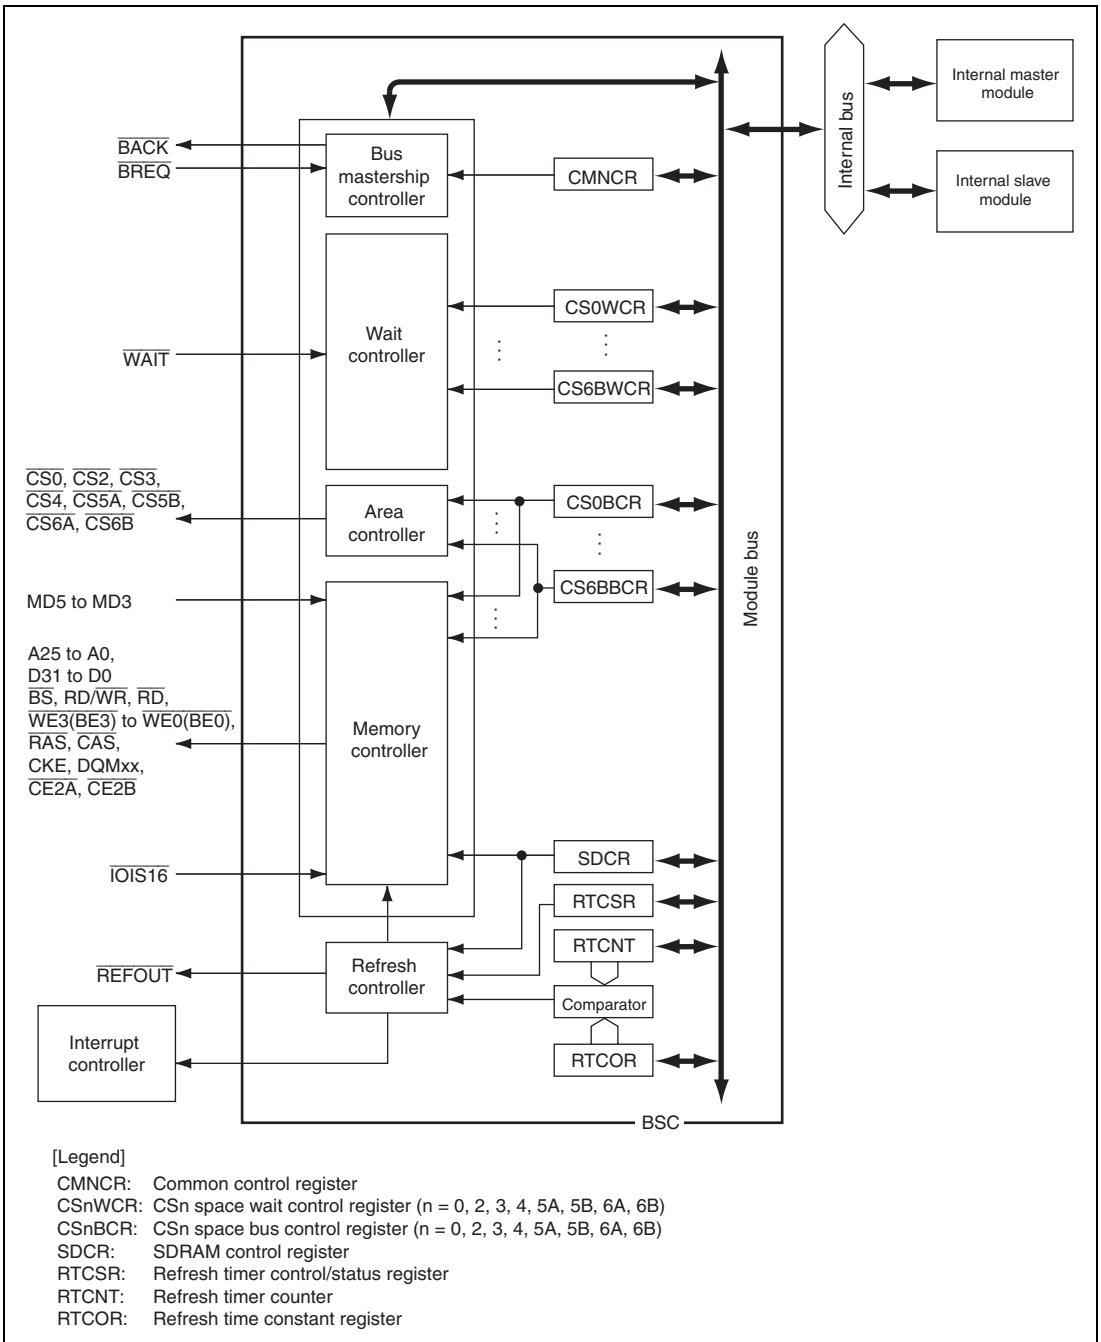 BACK
BREQ
Bus
mastership
controller
CMNCR
Internal bus
Internal master
module
Internal slave
module
WAIT
Wait
controller
CS0WCR
CS6BWCR
CS0, CS2, CS3,
CS4, CS5A, CS5B,
CS6A, CS6B
Area
controller
CS0BCR
CS6BBCR
Module bus
MD5 to MD3
A25 to A0,
D31 to D0
BS, RD/WR, RD,
WE3(BE3) to WE0(BE0),
RAS, CAS,
CKE, DQMxx,
CE2A, CE2B
Memory
controller
IOIS16
SDCR
RTCSR
RTCNT
Comparator
RTCOR
REFOUT
Refresh
controller
Interrupt
controller
BSC
[Legend]
CMNCR: Common control register
CSnWCR: CSn space wait control register (n = 0, 2, 3, 4, 5A, 5B, 6A, 6B)
CSnBCR: CSn space bus control register (n = 0, 2, 3, 4, 5A, 5B, 6A, 6B)
SDCR: SDRAM control register
RTCSR: Refresh timer control/status register
RTCNT: Refresh timer counter
RTCOR: Refresh time constant register